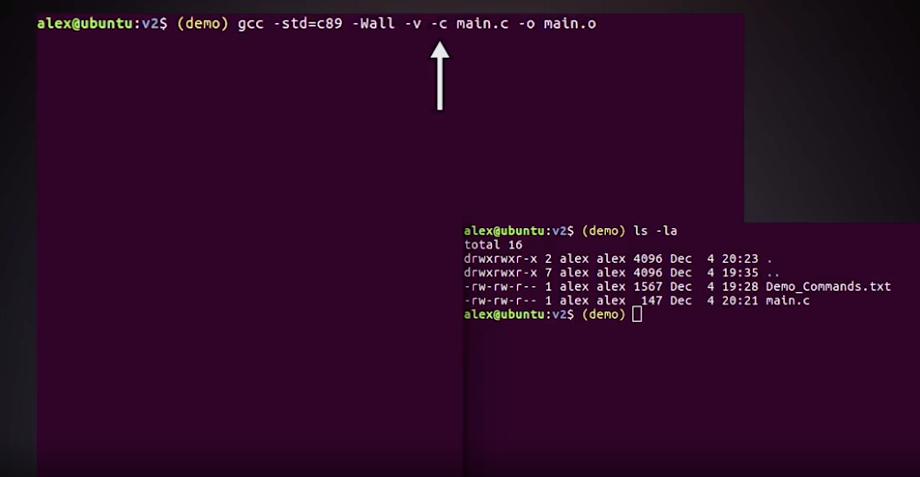 alex@ubuntu:v2$ (demo) gcc -std=c89 -Wall -v -c main.c -o main.o
alex@ubuntu:v2$ (demo) ls -la
total 16
drwxrwxr-x 2 alex alex 4096 Dec  4 20:23 .
drwxrwxr-x 7 alex alex 4096 Dec  4 19:35 ..
-rw-rw-r-- 1 alex alex 1567 Dec  4 19:28 Demo_Commands.txt
-rw-rw-r-- 1 alex alex  147 Dec  4 20:21 main.c
alex@ubuntu:v2$ (demo)